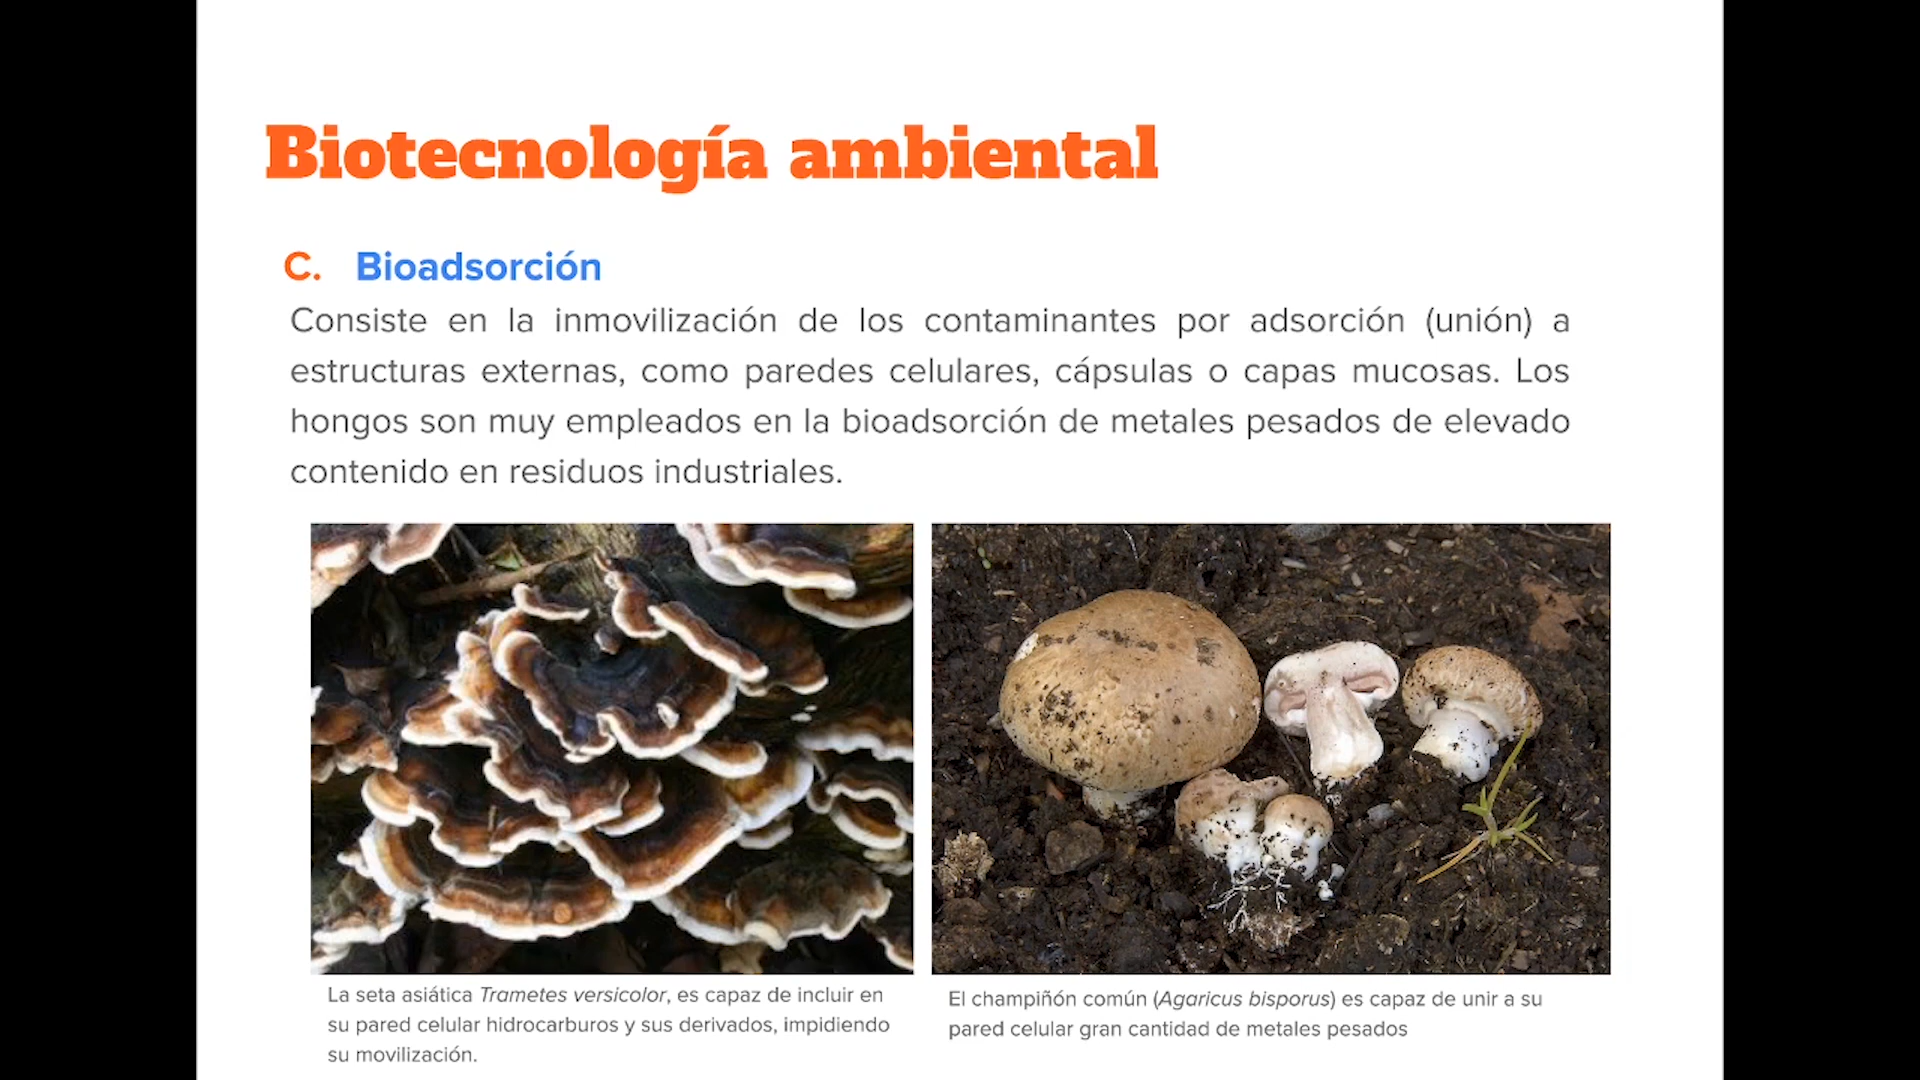 Biotecnología ambiental
C. Bioadsorción
Consiste en la inmovilización de los contaminantes por adsorción (unión) a
estructuras externas, como paredes celulares, cápsulas o capas mucosas. Los
hongos son muy empleados en la bioadsorción de metales pesados de elevado
contenido en residuos industriales.
La seta asiática Trametes versicolor, es capaz de incluir en
su pared celular hidrocarburos y sus derivados, impidiendo
su movilización.
El champiñón común (Agaricus bisporus) es capaz de unir a su
pared celular gran cantidad de metales pesados